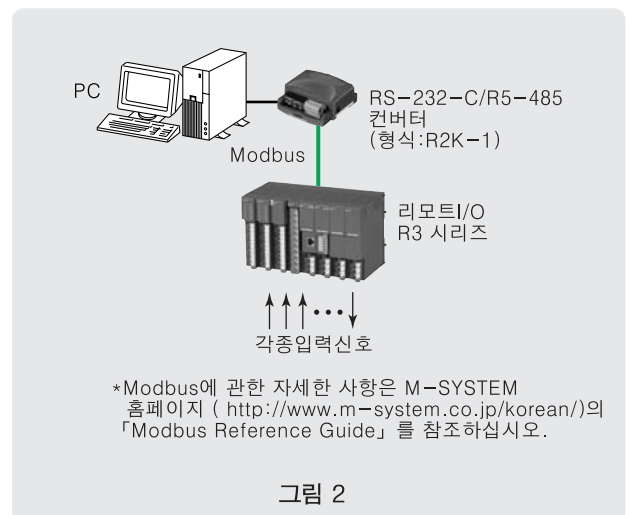 PC
RS-232-C/R5-485
컨버터
(형식:R2K-1)
Modbus
리모트I/O
R3 시리즈
각종입력신호
*Modbus에 관한 자세한 사항은 M-SYSTEM
홈페이지 ( http://www.m-system.co.jp/korean/)의
「Modbus Reference Guide」를 참조하십시오.
그림 2